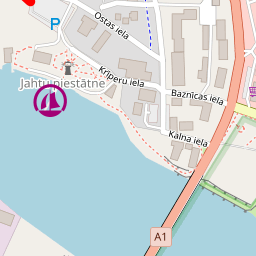 Ostas iela
P
Krīperu iela
Jahtu piestātne
Baznīcas iela
Kalna iela
A1